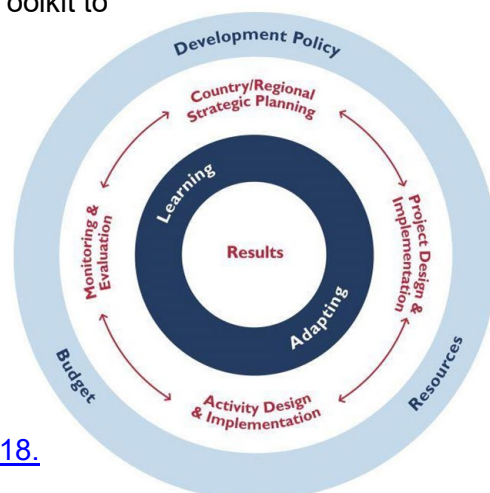 oolkit to
Development Policy
Country/Regional
Strategic Planning
Learning
Monitoring &
Evaluation
Project Design &
Implementation
Results
Adapting
Budget
Resources
Activity Design
& Implementation
18.